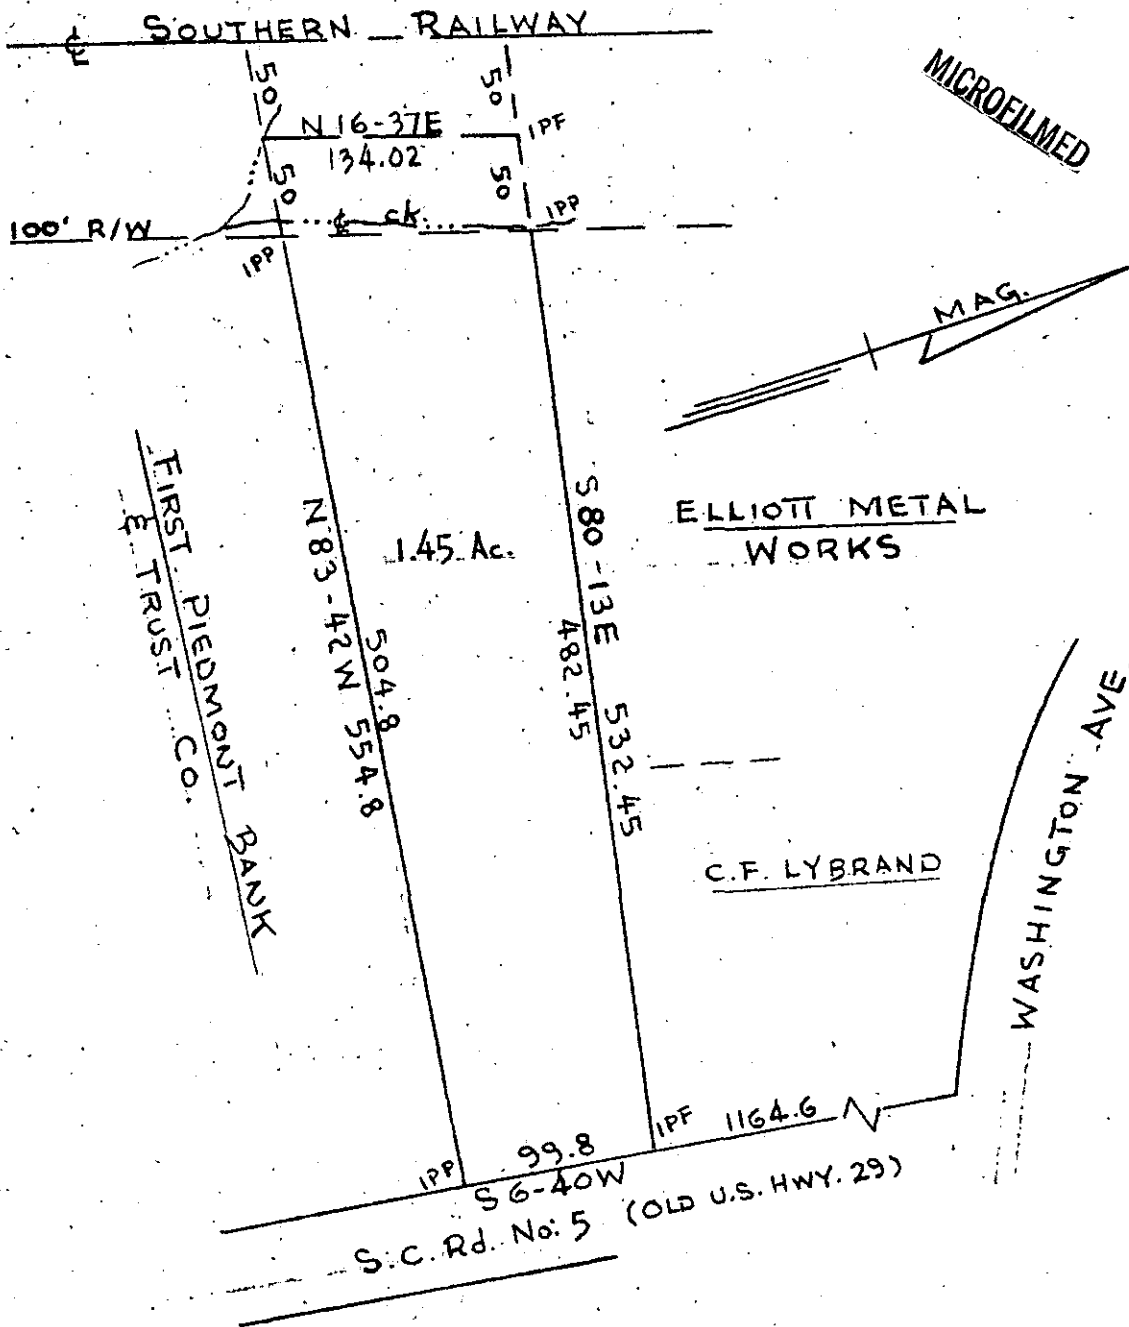 ℄ SOUTHERN RAILWAY
50
50
MICROFILMED
N 16-37E
134.02
IPF
50
50
100' R/W
℄ ck.
IPP
IPP
MAG.
FIRST PIEDMONT BANK
& TRUST CO.
N 83-42 W 554.8
504.8
1.45 Ac.
S 80-13E 532.45
482.45
ELLIOTT METAL
WORKS
C.F. LYBRAND
WASHINGTON AVE
IPP
99.8
S 6-40W
IPF
1164.6
S.C. Rd. No. 5 (OLD U.S. HWY. 29)